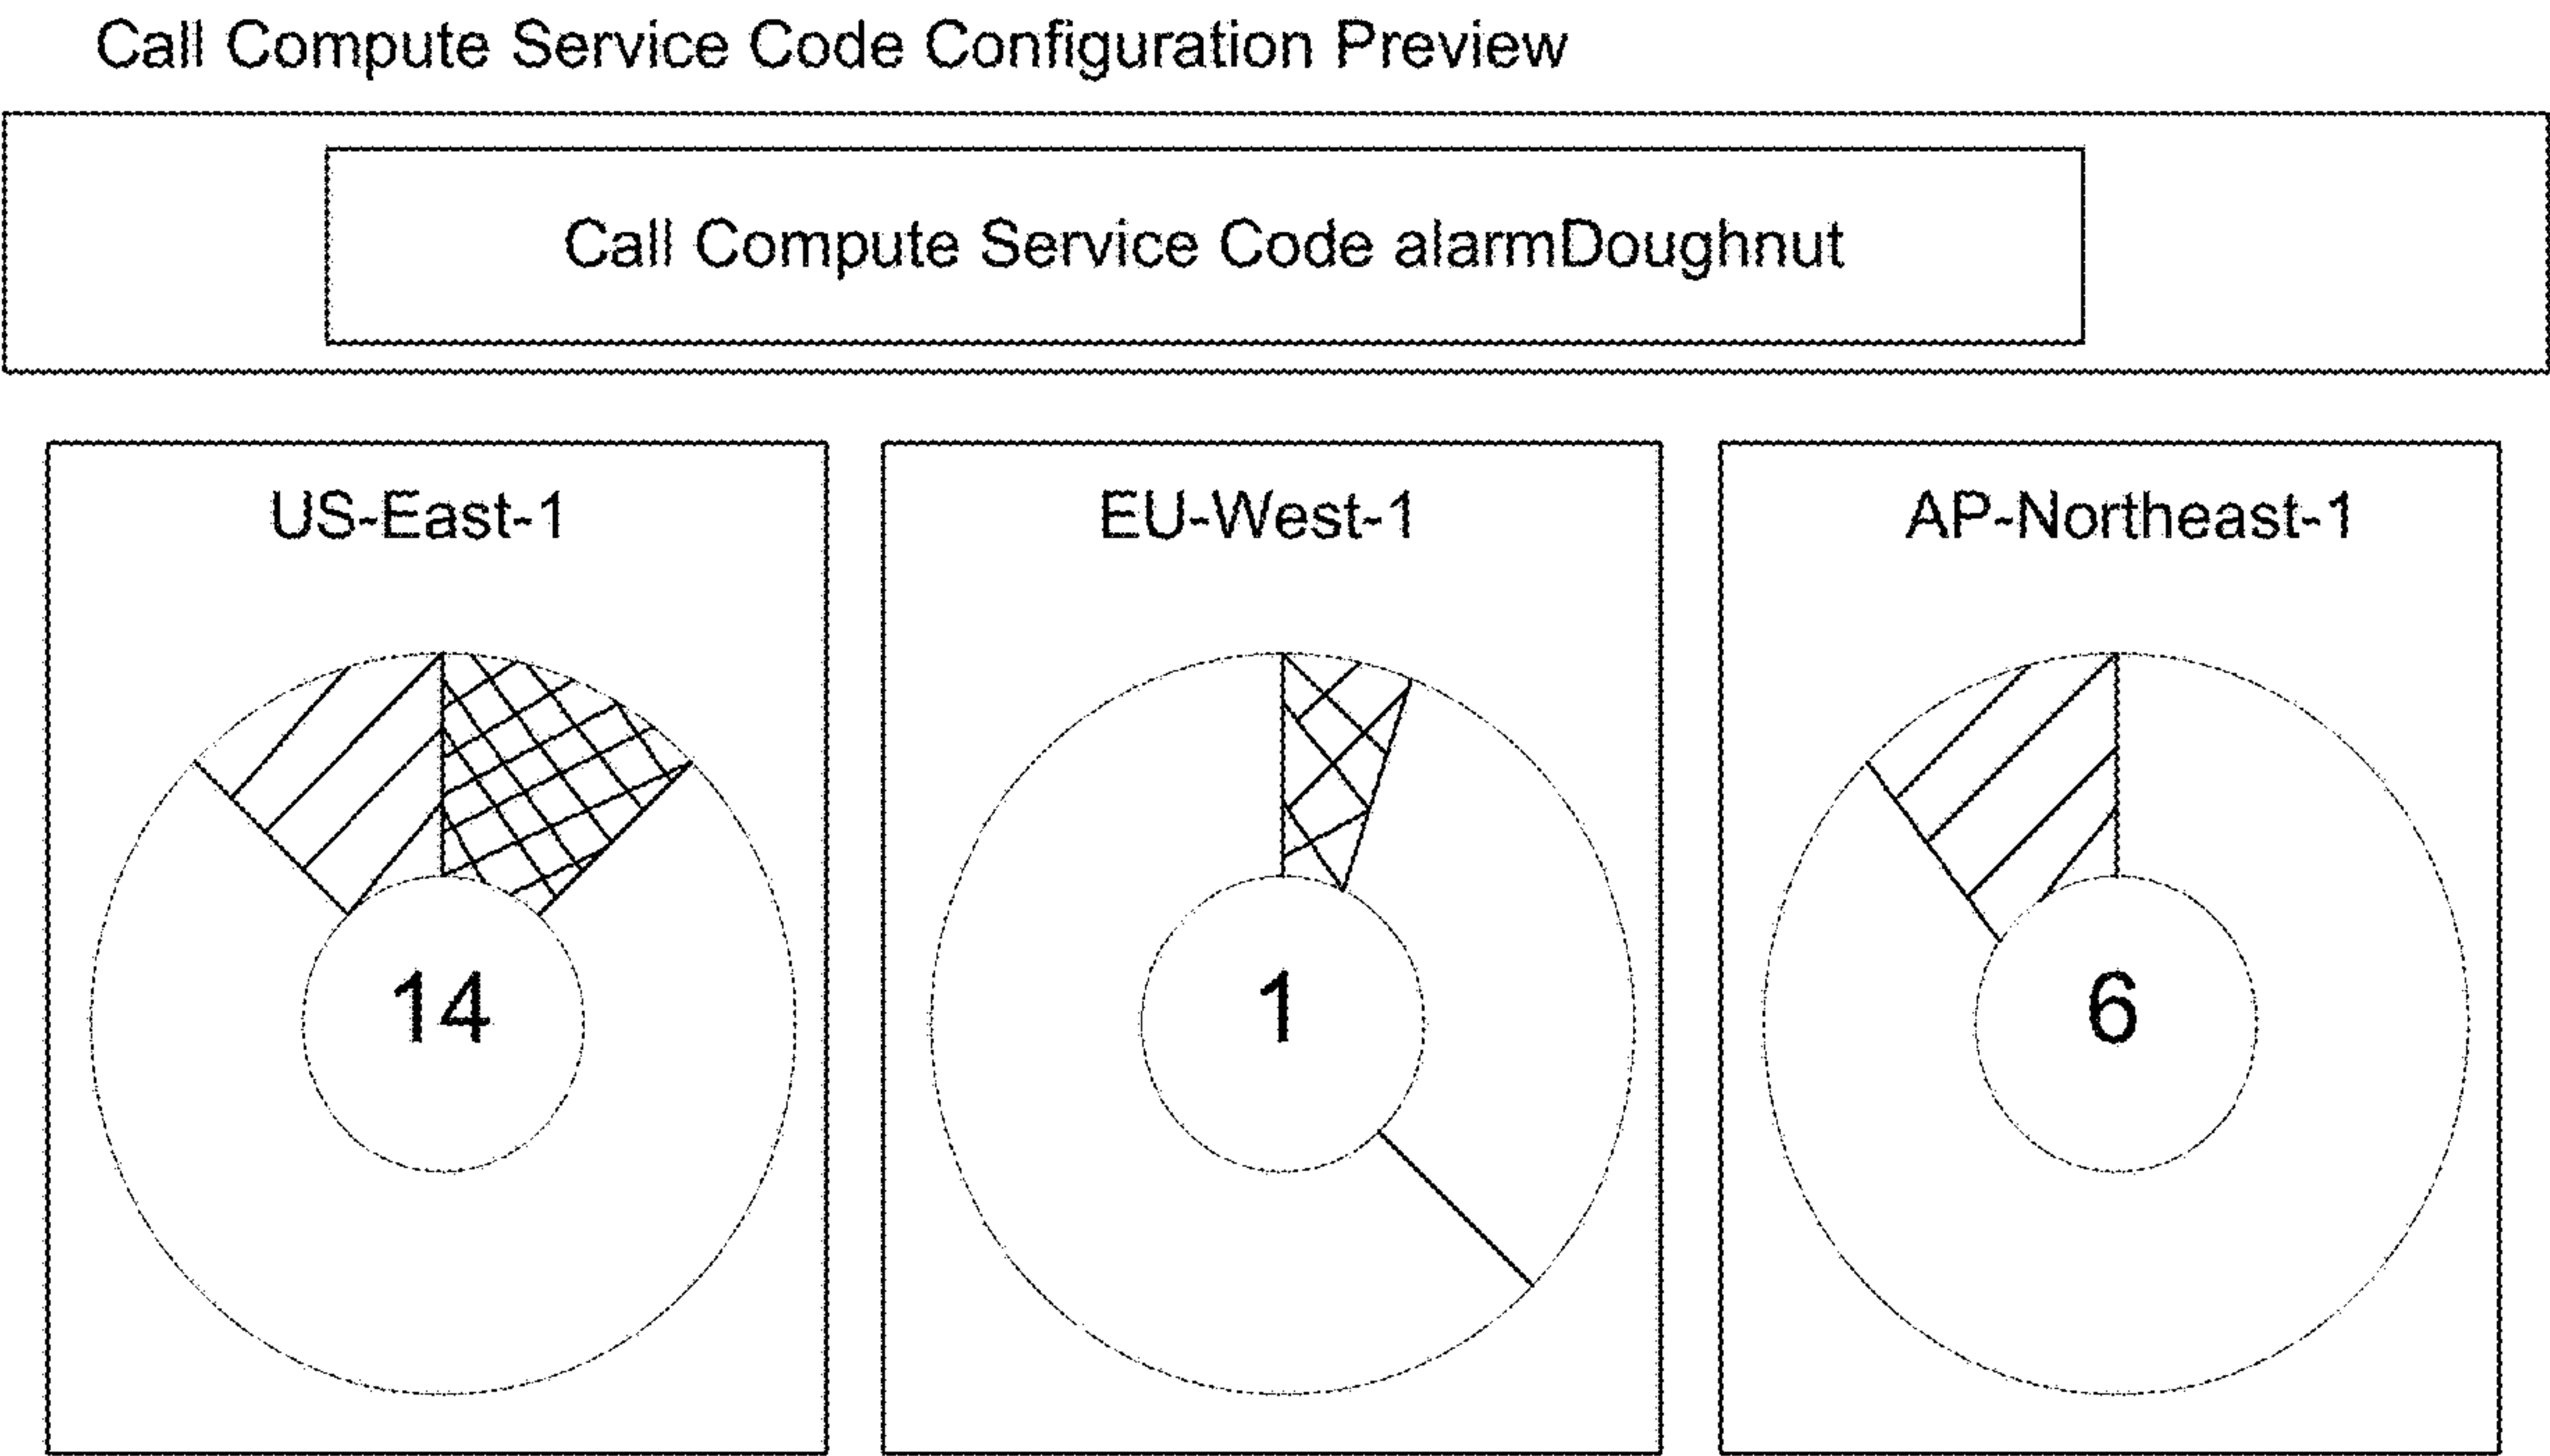 Call Compute Service Code Configuration Preview
Call Compute Service Code alarmDoughnut
US-East-1
EU-West-1
AP-Northeast-1
14
1
6